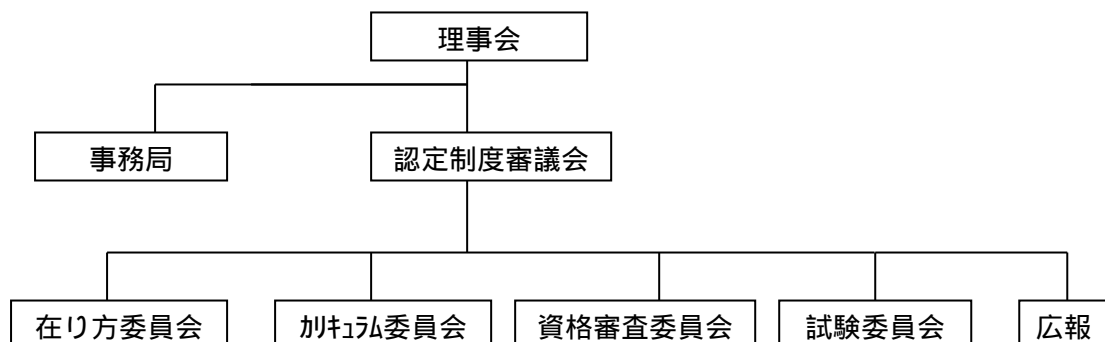 理事会
事務局
認定制度審議会
在り方委員会
ｶﾘｷｭﾗﾑ委員会
資格審査委員会
試験委員会
広報